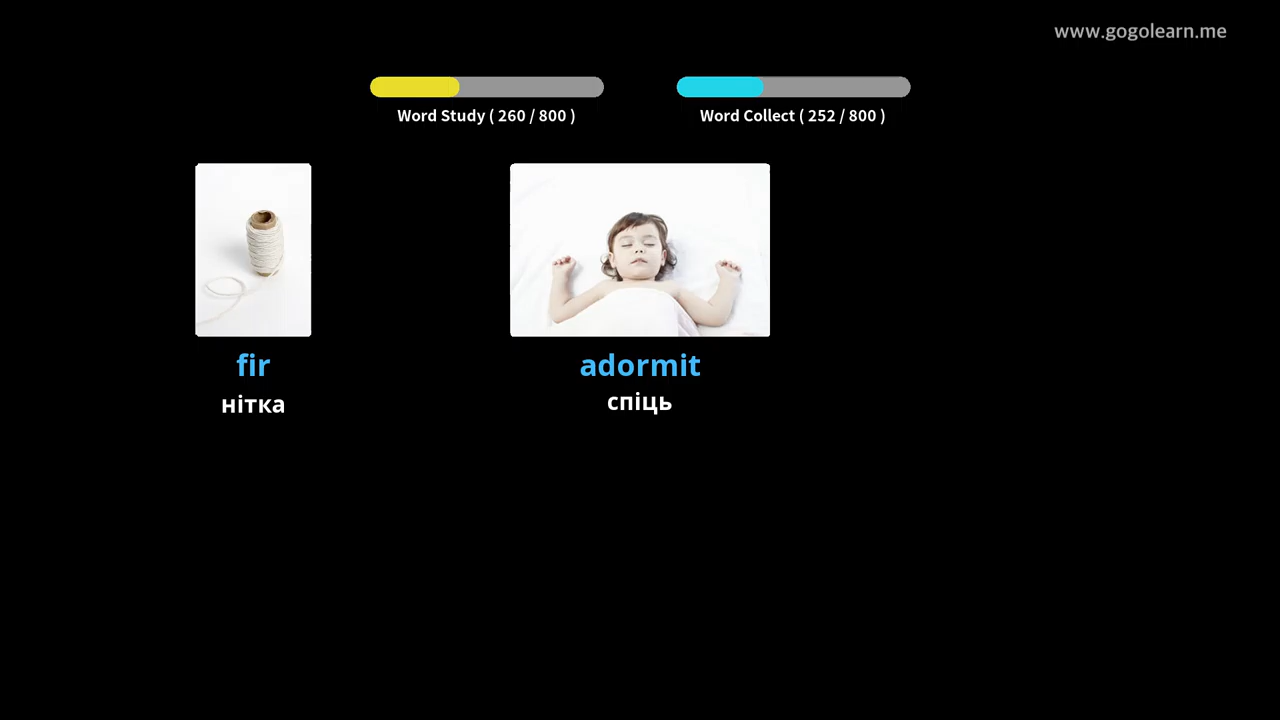 www.gogolearn.me
Word Study ( 260 / 800 )
Word Collect ( 252 / 800 )
fir
нітка
adormit
спіць